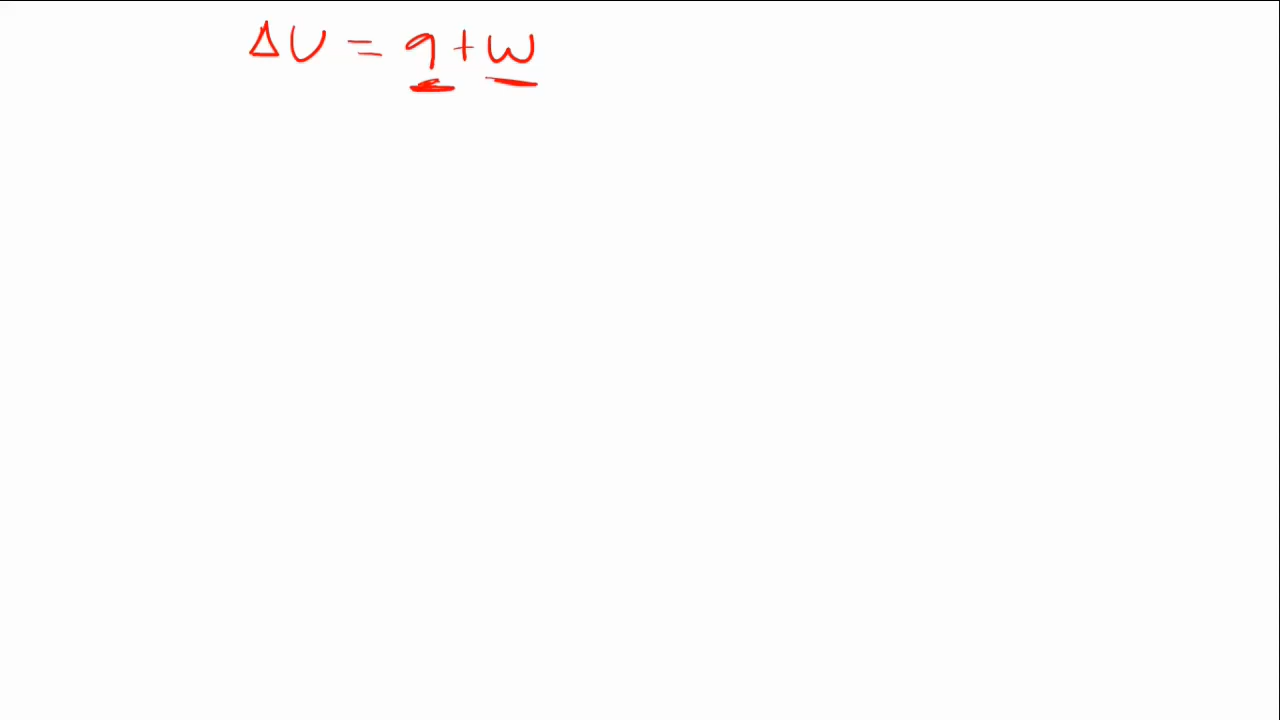 ΔU = q + w